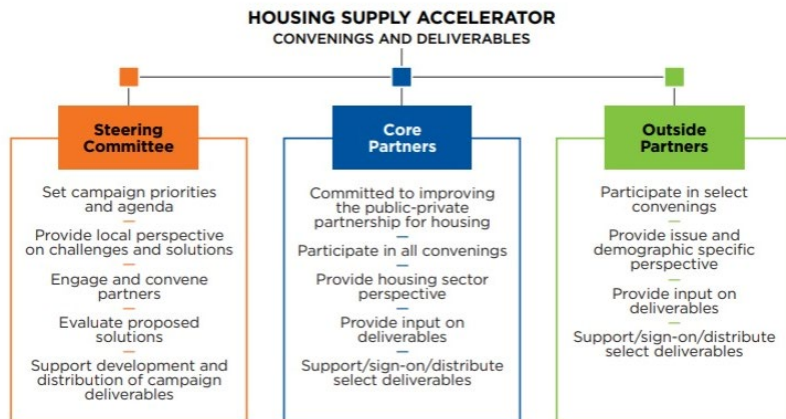 HOUSING SUPPLY ACCELERATOR
CONVENINGS AND DELIVERABLES
Steering
Committee
Set campaign priorities
and agenda
Provide local perspective
on challenges and solutions
Engage and convene
partners
Evaluate proposed
solutions
Support development and
distribution of campaign
deliverables
Core
Partners
Committed to improving
the public-private
partnership for housing
Participate in all convenings
Provide housing sector
perspective
Provide input on
deliverables
Support/sign-on/distribute
select deliverables
Outside
Partners
Participate in select
convenings
Provide issue and
demographic specific
perspective
Provide input on
deliverables
Support/sign-on/distribute
select deliverables